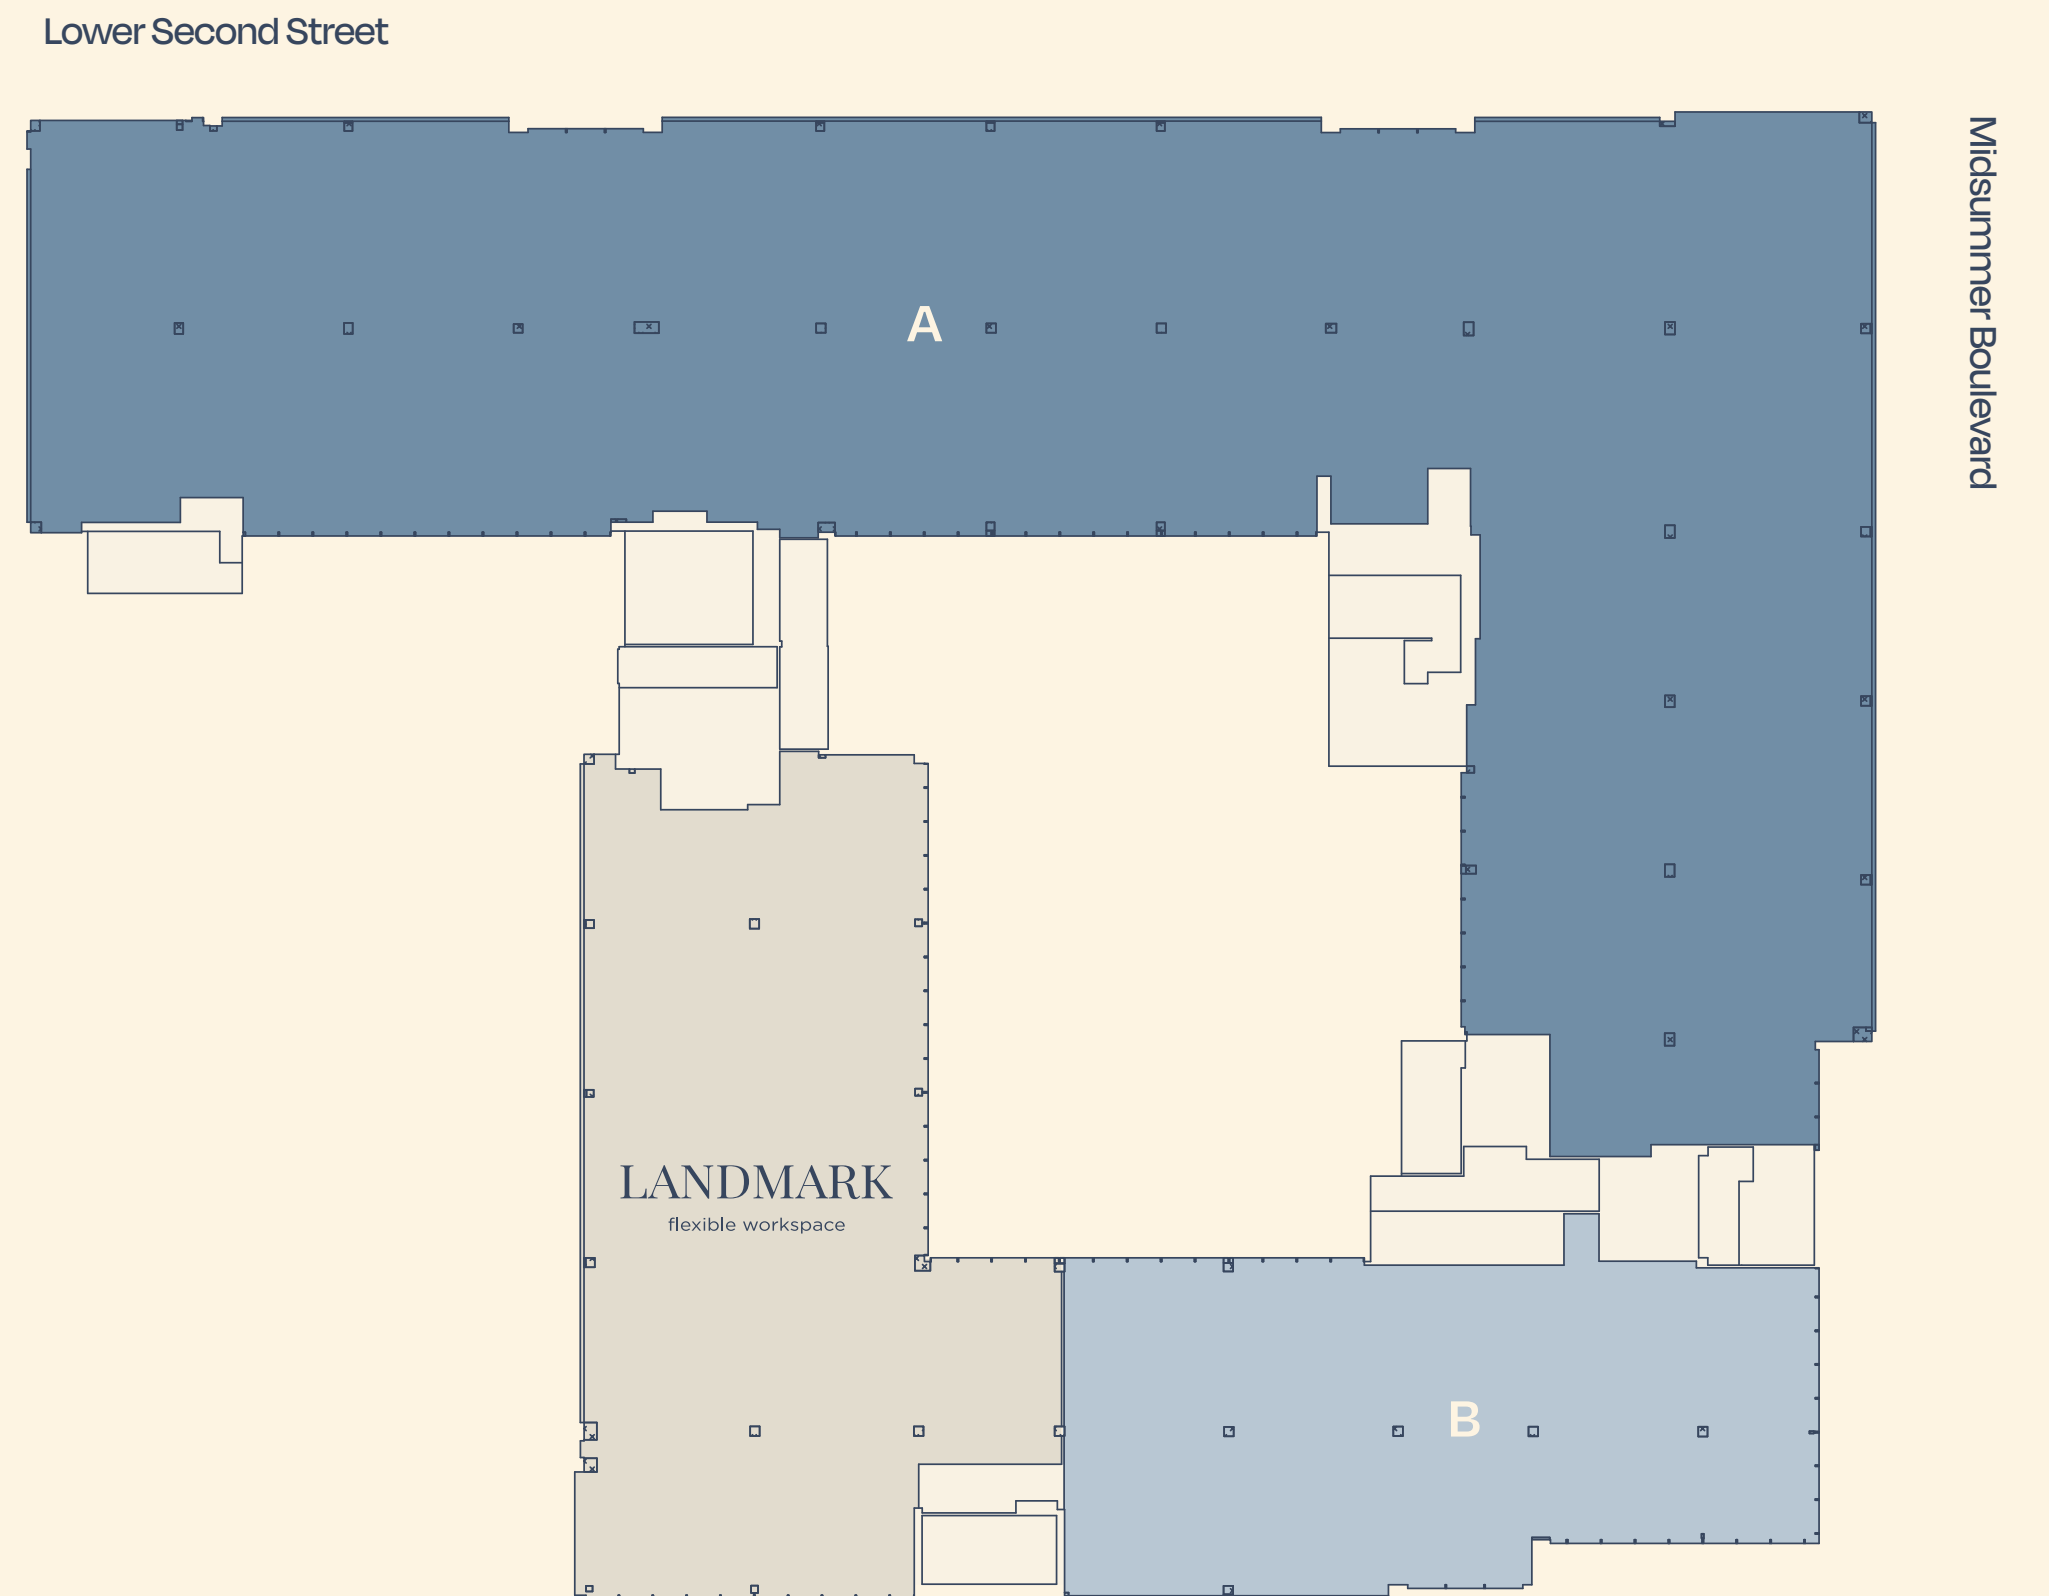 Lower Second Street
Midsummer Boulevard
A
LANDMARK
flexible workspace
B